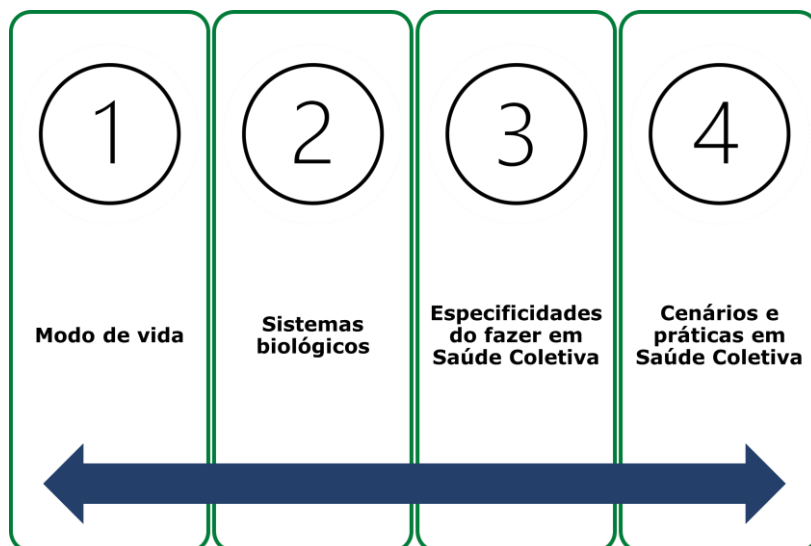 1
2
3
4
Modo de vida
Sistemas
biológicos
Especificidades
do fazer em
Saúde Coletiva
Cenários e
práticas em
Saúde Coletiva